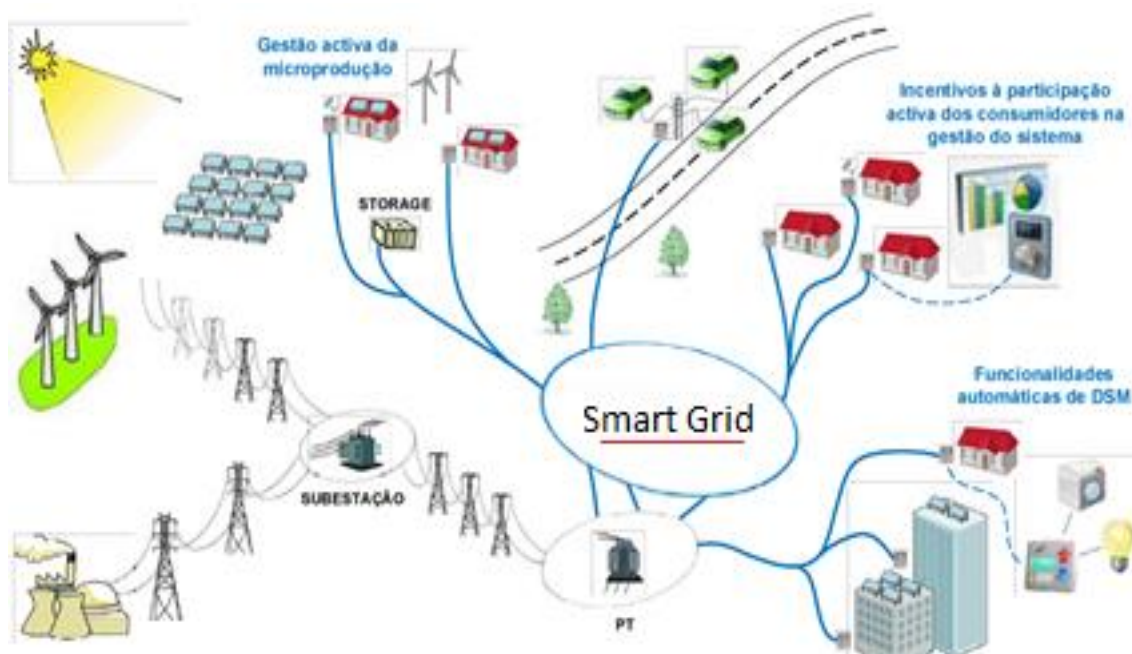 Gestão activa da
microprodução
Incentivos à participação
activa dos consumidores na
gestão do sistema
STORAGE
Smart Grid
Funcionalidades
automáticas de DSM
SUBESTAÇÃO
PT